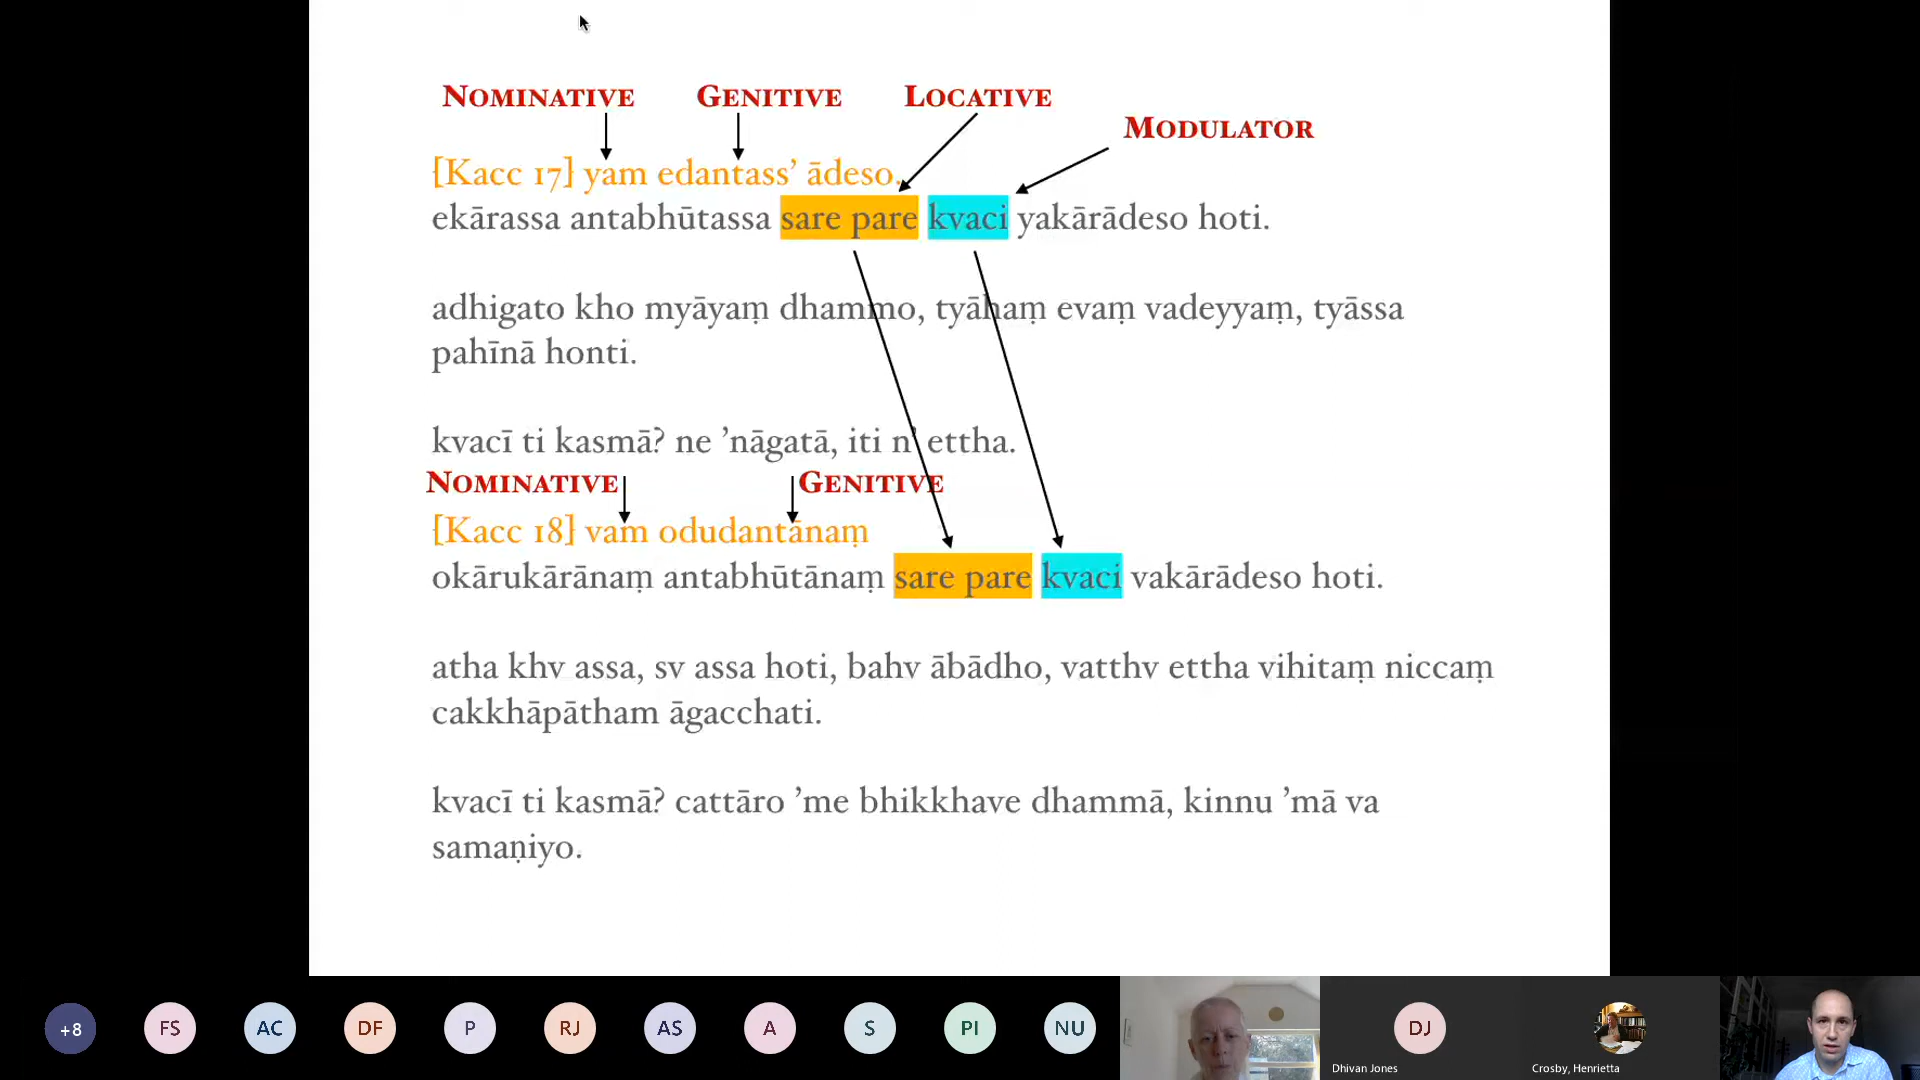 NOMINATIVE GENITIVE LOCATIVE
MODULATOR
[Kacc 17] yam edantass’ ādeso.
ekārassa antabhūtassa sare pare kvaci yakārādeso hoti.
adhigato kho myāyaṃ dhammo, tyāhaṃ evaṃ vadeyyaṃ, tyāssa
pahīnā honti.
kvacī ti kasmā? ne ’nāgatā, iti n’ ettha.
NOMINATIVE GENITIVE
[Kacc 18] vam odudantānaṃ
okārukārānaṃ antabhūtānaṃ sare pare kvaci vakārādeso hoti.
atha khv assa, sv assa hoti, bahv ābādho, vatthv ettha vihitaṃ niccaṃ
cakkhāpātham āgacchati.
kvacī ti kasmā? cattāro ’me bhikkhave dhammā, kinnu ’mā va
samaṇiyo.
+8 FS AC DF P RJ AS A S PI NU DJ
Dhivan Jones Crosby, Henrietta